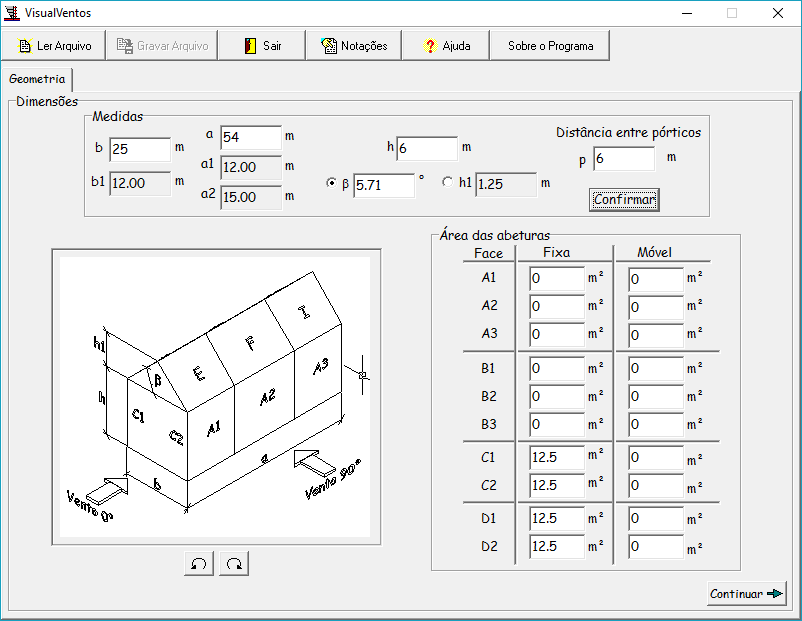 VisualVentos
Ler Arquivo Gravar Arquivo Sair Notações Ajuda Sobre o Programa
Geometria
Dimensões
Medidas
b 25 m a 54 m h 6 m Distância entre pórticos
b1 12.00 m a1 12.00 m β 5.71 ° h1 1.25 m p 6 m
a2 15.00 m Confirmar
Área das abeturas
Face Fixa Móvel
A1 0 m² 0 m²
A2 0 m² 0 m²
A3 0 m² 0 m²
B1 0 m² 0 m²
B2 0 m² 0 m²
B3 0 m² 0 m²
C1 12.5 m² 0 m²
C2 12.5 m² 0 m²
D1 12.5 m² 0 m²
D2 12.5 m² 0 m²
h1 β E F I
h C1 C2 A1 A2 A3
b a
Vento 0° Vento 90°
Continuar